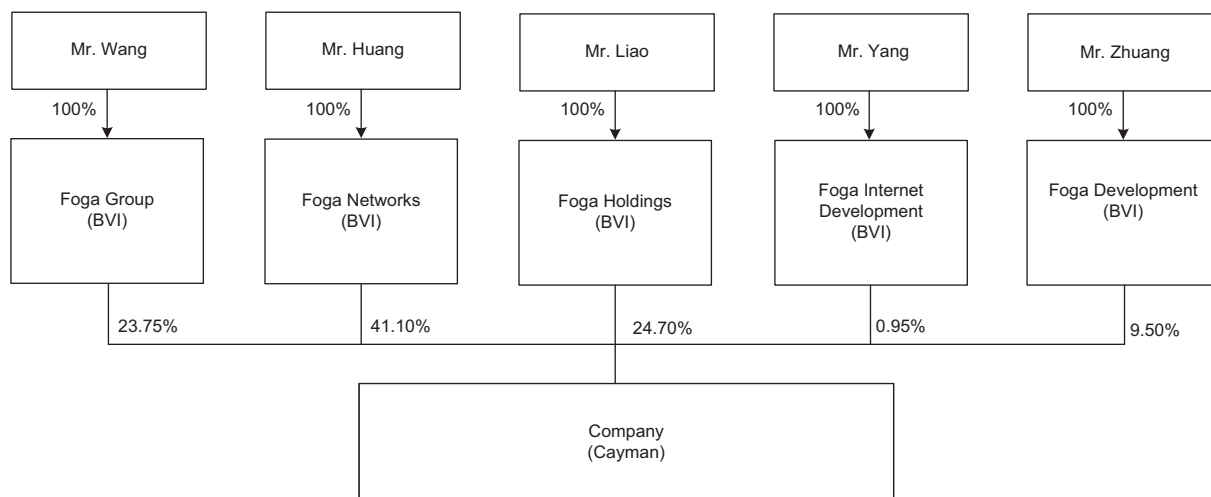 Mr. Wang
Mr. Huang
Mr. Liao
Mr. Yang
Mr. Zhuang
100%
100%
100%
100%
100%
Foga Group
(BVI)
Foga Networks
(BVI)
Foga Holdings
(BVI)
Foga Internet
Development
(BVI)
Foga Development
(BVI)
23.75%
41.10%
24.70%
0.95%
9.50%
Company
(Cayman)